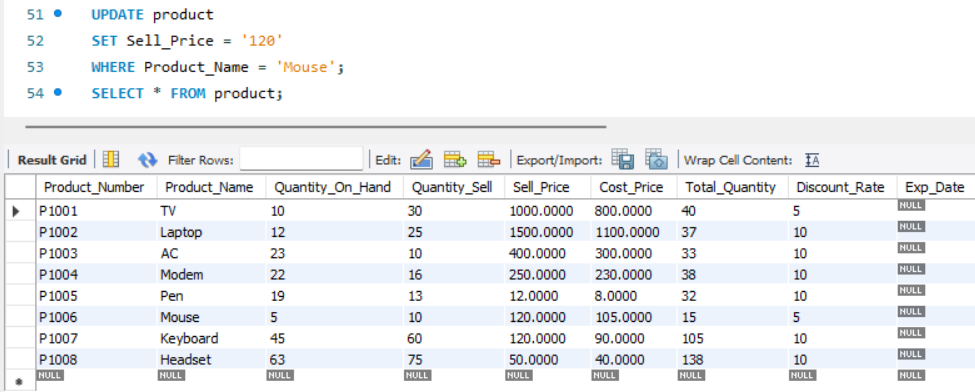 51 UPDATE product
52 SET Sell_Price = '120'
53 WHERE Product_Name = 'Mouse';
54 SELECT * FROM product;
Result Grid Filter Rows: Edit: Export/Import: Wrap Cell Content: IA
Product_Number Product_Name Quantity_On_Hand Quantity_Sell Sell_Price Cost_Price Total_Quantity Discount_Rate Exp_Date
P1001 TV 10 30 1000.0000 800.0000 40 5 NULL
P1002 Laptop 12 25 1500.0000 1100.0000 37 10 NULL
P1003 AC 23 10 400.0000 300.0000 33 10 NULL
P1004 Modem 22 16 250.0000 230.0000 38 10 NULL
P1005 Pen 19 13 12.0000 8.0000 32 10 NULL
P1006 Mouse 5 10 120.0000 105.0000 15 5 NULL
P1007 Keyboard 45 60 120.0000 90.0000 105 10 NULL
P1008 Headset 63 75 50.0000 40.0000 138 10 NULL
NULL NULL NULL NULL NULL NULL NULL NULL NULL